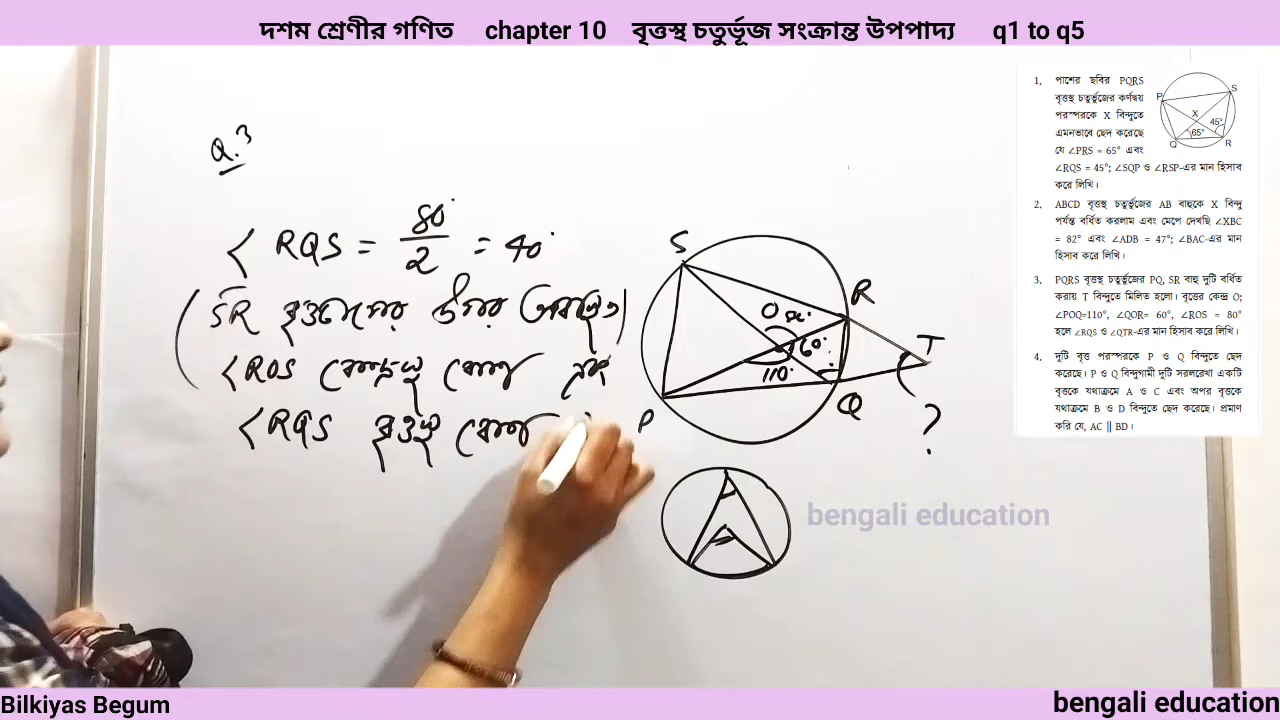 দশম শ্রেণীর গণিত chapter 10 বৃত্তস্থ চতুর্ভূজ সংক্রান্ত উপপাদ্য q1 to q5
Q. 3
< RQS = 80° / 2 = 40°
(SR বৃত্তচাপের উপর অবস্থিত)
<ROS কেন্দ্রস্থ কোণ এবং
<RQS বৃত্তস্থ কোণ
S
R
O 80°
60°
T
110°
Q
P
?
1. পাশের ছবির PQRS
বৃত্তস্থ চতুর্ভুজের কর্ণদ্বয়
পরস্পরকে X বিন্দুতে
এমনভাবে ছেদ করেছে
যে ∠PRS = 65° এবং
∠RQS = 45°; ∠SQP ও ∠RSP-এর মান হিসাব
করে লিখি।
P
S
X
45°
65°
Q
R
2. ABCD বৃত্তস্থ চতুর্ভুজের AB বাহুকে X বিন্দু
পর্যন্ত বর্ধিত করলাম এবং মেপে দেখছি ∠XBC
= 82° এবং ∠ADB = 47°; ∠BAC-এর মান
হিসাব করে লিখি।
3. PQRS বৃত্তস্থ চতুর্ভুজের PQ, SR বাহু দুটি বর্ধিত
করায় T বিন্দুতে মিলিত হলো। বৃত্তের কেন্দ্র O;
∠POQ=110°, ∠QOR= 60°, ∠ROS = 80°
হলে ∠RQS ও ∠QTR-এর মান হিসাব করে লিখি।
4. দুটি বৃত্ত পরস্পরকে P ও Q বিন্দুতে ছেদ
করেছে। P ও Q বিন্দুগামী দুটি সরলরেখা একটি
বৃত্তকে যথাক্রমে A ও C এবং অপর বৃত্তকে
যথাক্রমে B ও D বিন্দুতে ছেদ করেছে। প্রমাণ
করি যে, AC || BD।
bengali education
Bilkiyas Begum
bengali education